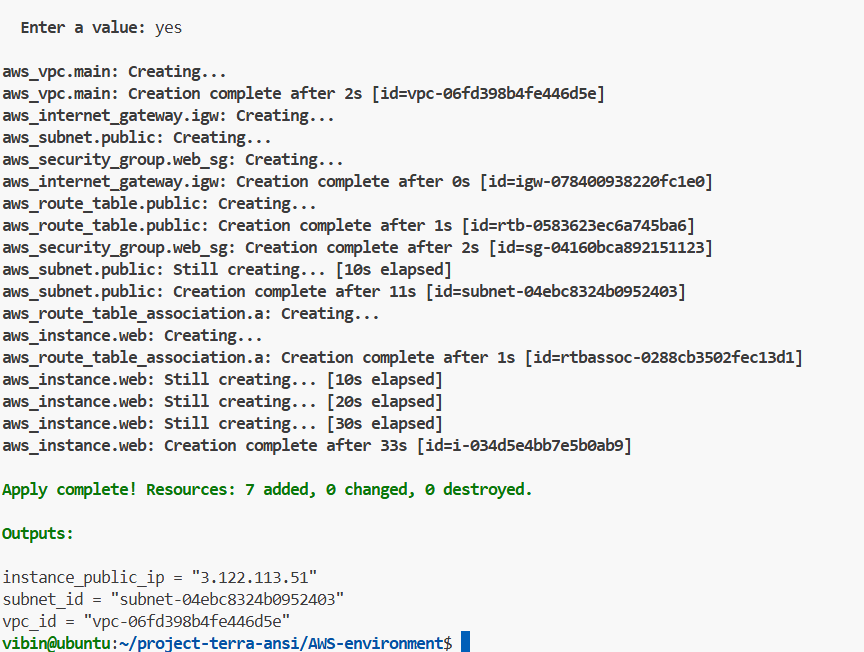 Enter a value: yes
aws_vpc.main: Creating...
aws_vpc.main: Creation complete after 2s [id=vpc-06fd398b4fe446d5e]
aws_internet_gateway.igw: Creating...
aws_subnet.public: Creating...
aws_security_group.web_sg: Creating...
aws_internet_gateway.igw: Creation complete after 0s [id=igw-078400938220fc1e0]
aws_route_table.public: Creating...
aws_route_table.public: Creation complete after 1s [id=rtb-0583623ec6a745ba6]
aws_security_group.web_sg: Creation complete after 2s [id=sg-04160bca892151123]
aws_subnet.public: Still creating... [10s elapsed]
aws_subnet.public: Creation complete after 11s [id=subnet-04ebc8324b0952403]
aws_route_table_association.a: Creating...
aws_instance.web: Creating...
aws_route_table_association.a: Creation complete after 1s [id=rtbassoc-0288cb3502fec13d1]
aws_instance.web: Still creating... [10s elapsed]
aws_instance.web: Still creating... [20s elapsed]
aws_instance.web: Still creating... [30s elapsed]
aws_instance.web: Creation complete after 33s [id=i-034d5e4bb7e5b0ab9]
Apply complete! Resources: 7 added, 0 changed, 0 destroyed.
Outputs:
instance_public_ip = "3.122.113.51"
subnet_id = "subnet-04ebc8324b0952403"
vpc_id = "vpc-06fd398b4fe446d5e"
vibin@ubuntu:~/project-terra-ansi/AWS-environment$